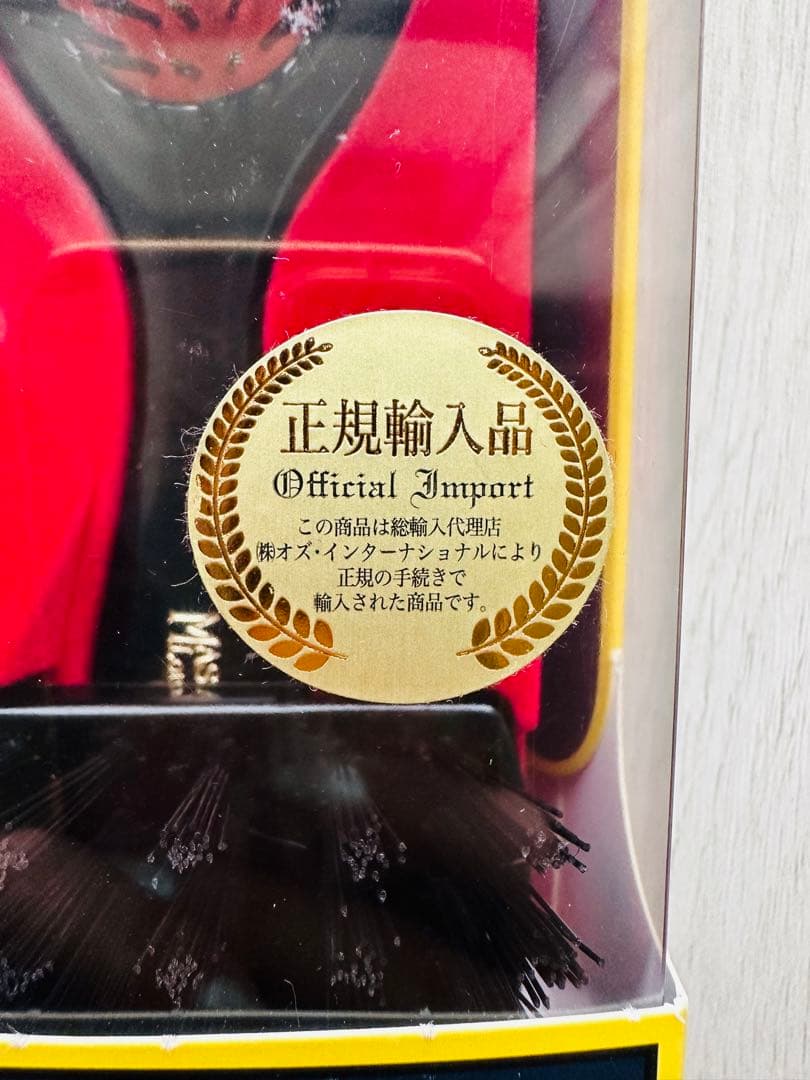 正規輸入品
Official Import
この商品は総輸入代理店
㈱オズ・インターナショナルにより
正規の手続きで
輸入された商品です。